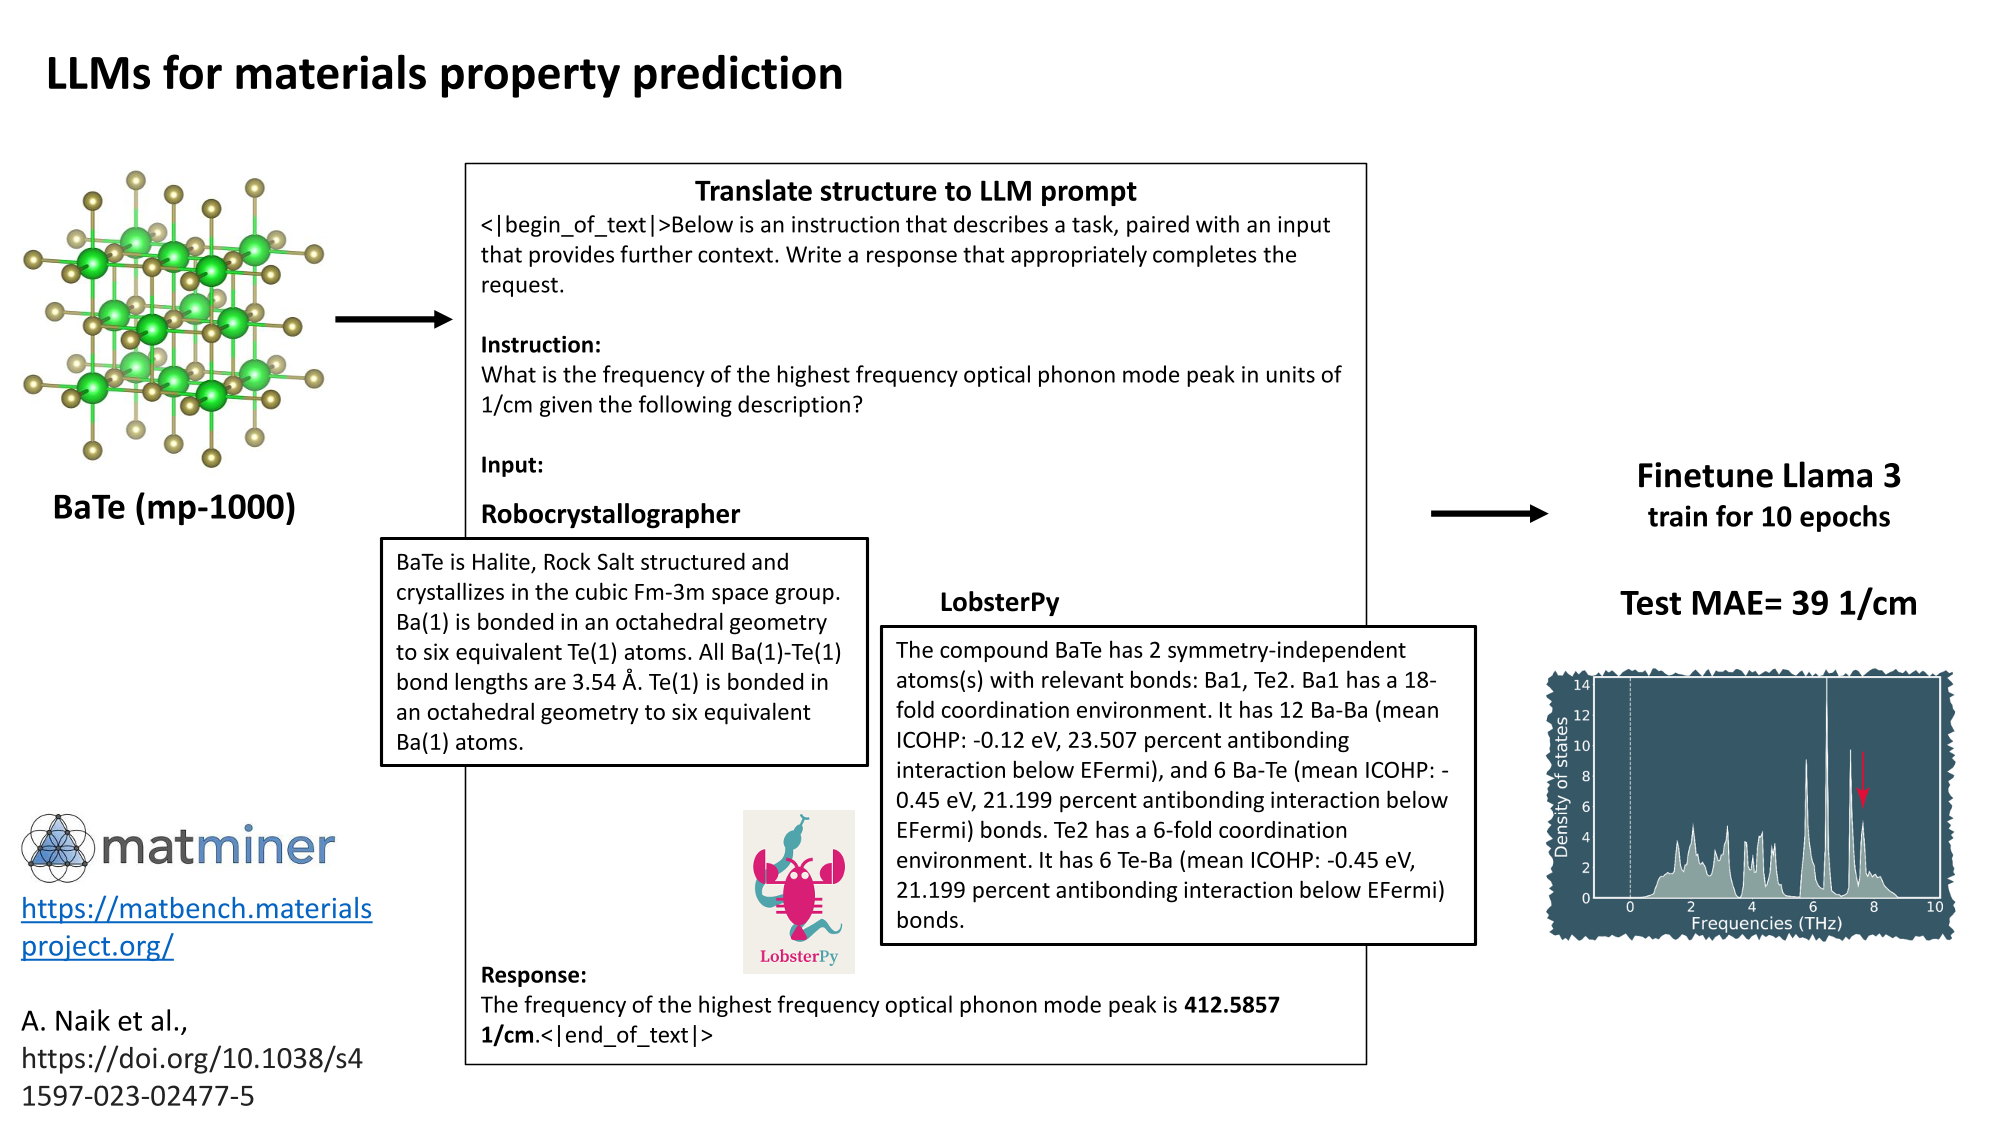 LLMs for materials property prediction
BaTe (mp-1000)
Translate structure to LLM prompt
<|begin_of_text|>Below is an instruction that describes a task, paired with an input
that provides further context. Write a response that appropriately completes the
request.
Instruction:
What is the frequency of the highest frequency optical phonon mode peak in units of
1/cm given the following description?
Input:
Robocrystallographer
BaTe is Halite, Rock Salt structured and
crystallizes in the cubic Fm-3m space group.
Ba(1) is bonded in an octahedral geometry
to six equivalent Te(1) atoms. All Ba(1)-Te(1)
bond lengths are 3.54 Å. Te(1) is bonded in
an octahedral geometry to six equivalent
Ba(1) atoms.
LobsterPy
The compound BaTe has 2 symmetry-independent
atoms(s) with relevant bonds: Ba1, Te2. Ba1 has a 18-
fold coordination environment. It has 12 Ba-Ba (mean
ICOHP: -0.12 eV, 23.507 percent antibonding
interaction below EFermi), and 6 Ba-Te (mean ICOHP: -
0.45 eV, 21.199 percent antibonding interaction below
EFermi) bonds. Te2 has a 6-fold coordination
environment. It has 6 Te-Ba (mean ICOHP: -0.45 eV,
21.199 percent antibonding interaction below EFermi)
bonds.
LobsterPy
Response:
The frequency of the highest frequency optical phonon mode peak is 412.5857
1/cm.<|end_of_text|>
matminer
https://matbench.materials
project.org/
A. Naik et al.,
https://doi.org/10.1038/s4
1597-023-02477-5
Finetune Llama 3
train for 10 epochs
Test MAE= 39 1/cm
Density of states
14
12
10
8
6
4
2
0
0 2 4 6 8 10
Frequencies (THz)